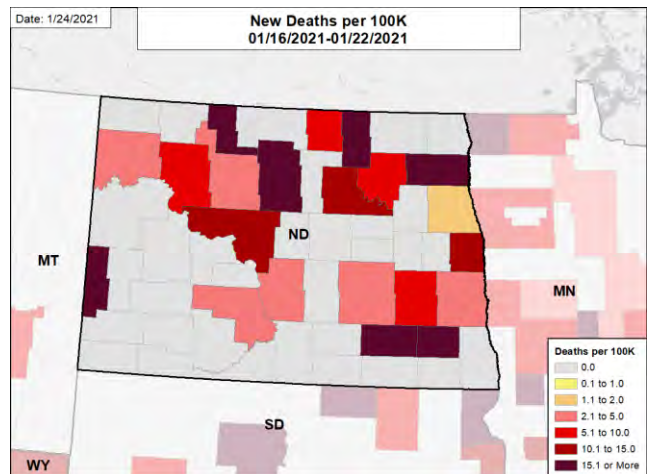 Date: 1/24/2021
New Deaths per 100K
01/16/2021-01/22/2021
MT
ND
MN
SD
WY
Deaths per 100K
0.0
0.1 to 1.0
1.1 to 2.0
2.1 to 5.0
5.1 to 10.0
10.1 to 15.0
15.1 or More